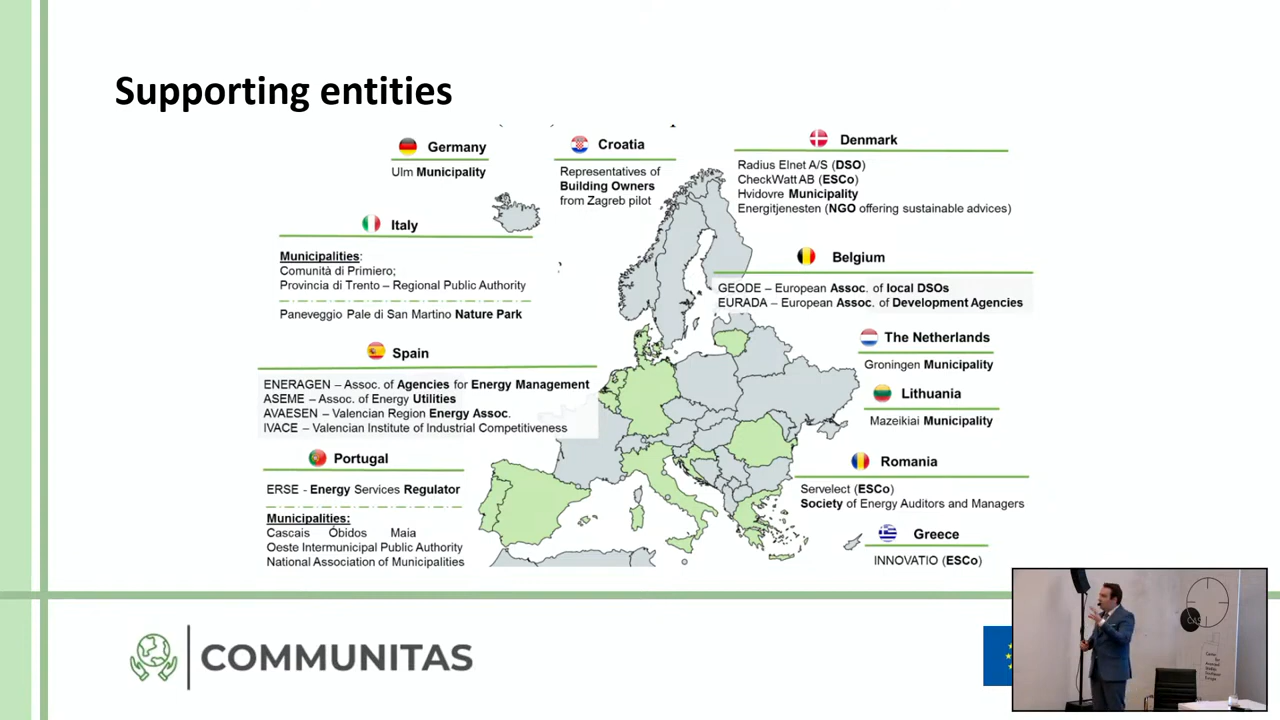 Supporting entities
Germany
Ulm Municipality
Croatia
Representatives of
Building Owners
from Zagreb pilot
Denmark
Radius Elnet A/S (DSO)
CheckWatt AB (ESCo)
Hvidovre Municipality
Energitjenesten (NGO offering sustainable advices)
Italy
Municipalities:
Comunità di Primiero;
Provincia di Trento – Regional Public Authority
Paneveggio Pale di San Martino Nature Park
Belgium
GEODE – European Assoc. of local DSOs
EURADA – European Assoc. of Development Agencies
The Netherlands
Groningen Municipality
Spain
ENERAGEN – Assoc. of Agencies for Energy Management
ASEME – Assoc. of Energy Utilities
AVAESEN – Valencian Region Energy Assoc.
IVACE – Valencian Institute of Industrial Competitiveness
Lithuania
Mazeikiai Municipality
Portugal
ERSE - Energy Services Regulator
Municipalities:
Cascais Óbidos Maia
Oeste Intermunicipal Public Authority
National Association of Municipalities
Romania
Servelect (ESCo)
Society of Energy Auditors and Managers
Greece
INNOVATIO (ESCo)
COMMUNITAS